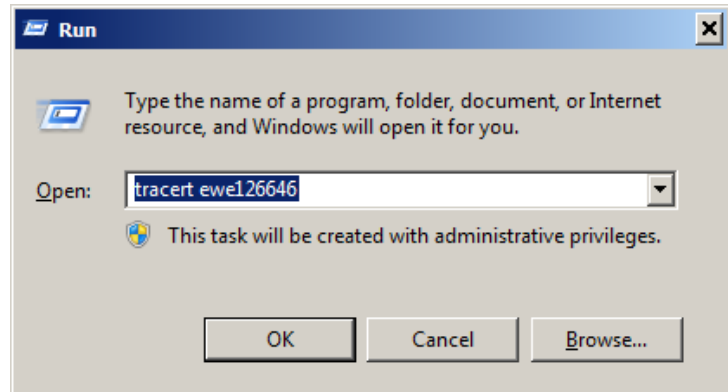 Run
Type the name of a program, folder, document, or Internet
resource, and Windows will open it for you.
Open: tracert ewe126646
This task will be created with administrative privileges.
OK Cancel Browse...